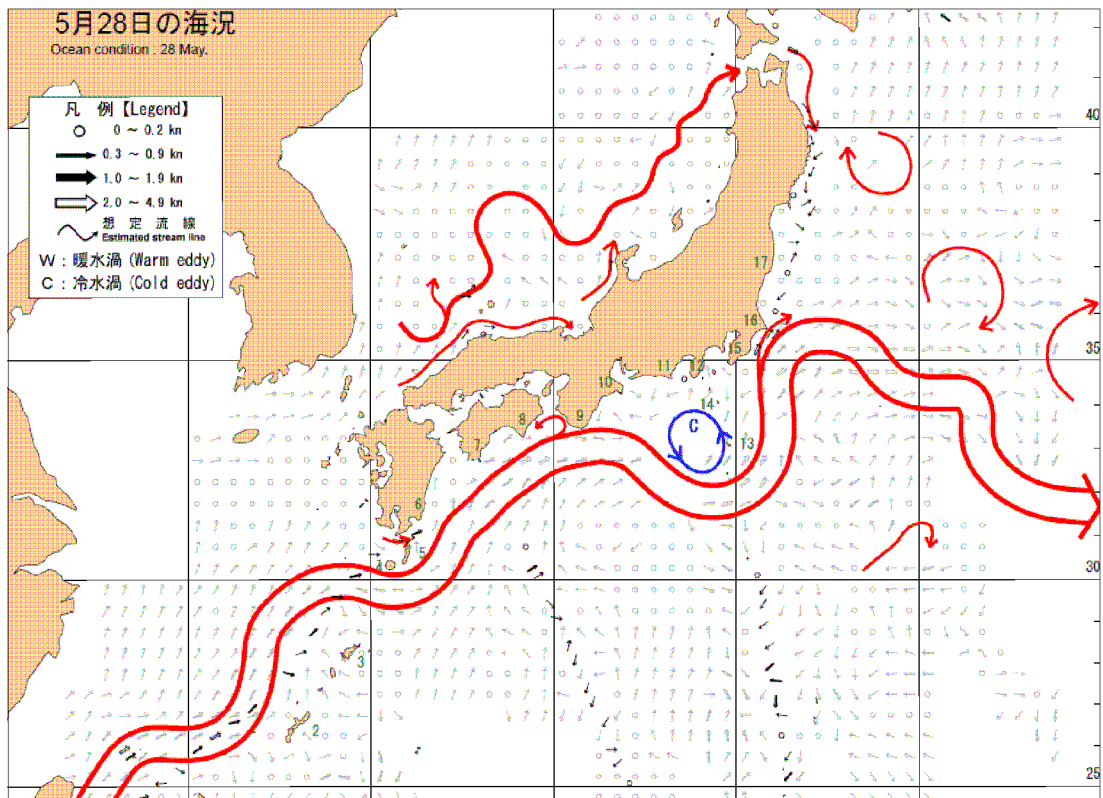 5月28日の海況
Ocean condition : 28 May.
凡 例【Legend】
0 ～ 0.2 kn
0.3 ～ 0.9 kn
1.0 ～ 1.9 kn
2.0 ～ 4.9 kn
想 定 流 線
Estimated stream line
W : 暖水渦 (Warm eddy)
C : 冷水渦 (Cold eddy)
40
17
16
35
15
12
11
10
14
9
8
C
13
7
6
5
4
30
3
2
25